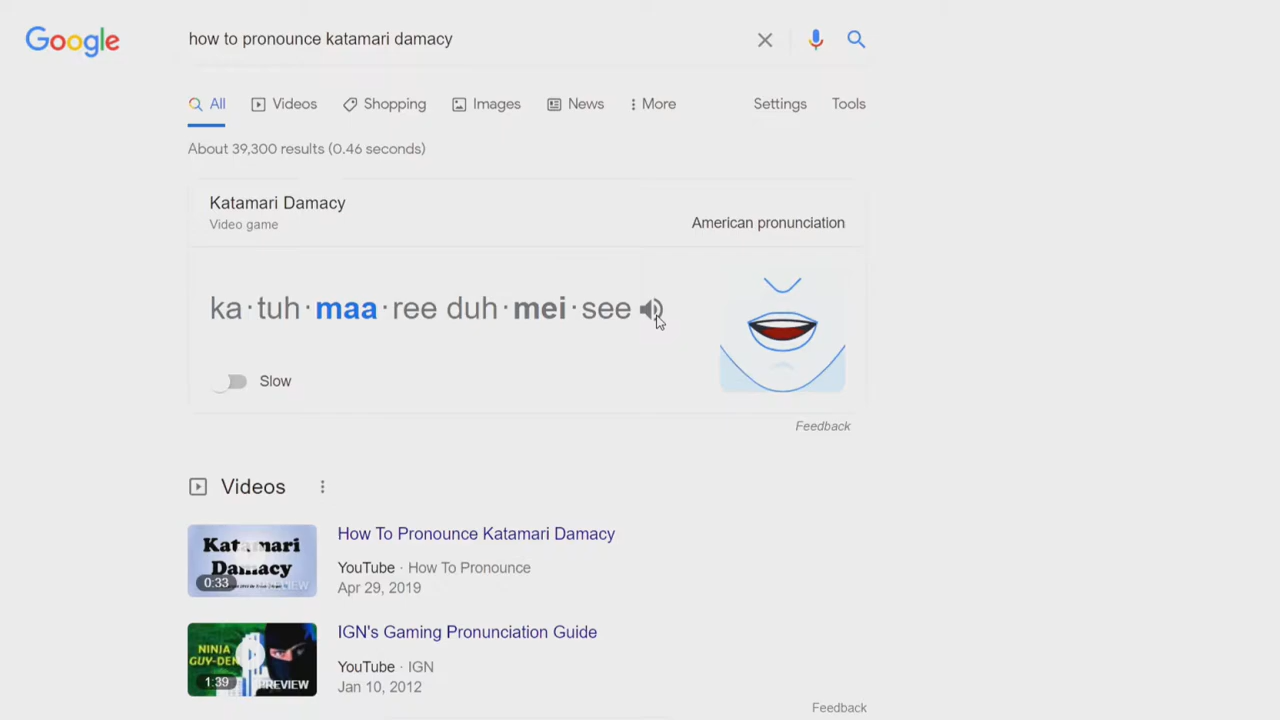 Google
how to pronounce katamari damacy
All Videos Shopping Images News More Settings Tools
About 39,300 results (0.46 seconds)
Katamari Damacy
Video game
American pronunciation
ka·tuh·maa·ree duh·mei·see
Slow
Feedback
Videos
Katamari
Damacy
0:33
PREVIEW
How To Pronounce Katamari Damacy
YouTube · How To Pronounce
Apr 29, 2019
NINJA
GUY-DEN
1:39
PREVIEW
IGN's Gaming Pronunciation Guide
YouTube · IGN
Jan 10, 2012
Feedback